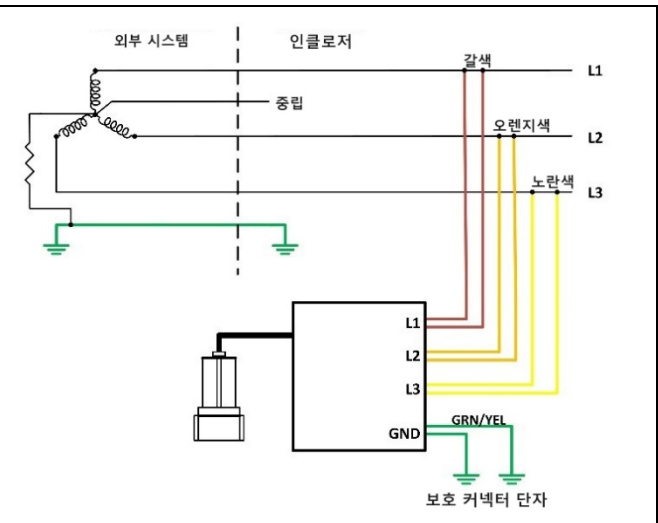 외부 시스템
인클로저
갈색
L1
중립
오렌지색
L2
노란색
L3
L1
L2
L3
GRN/YEL
GND
보호 커넥터 단자